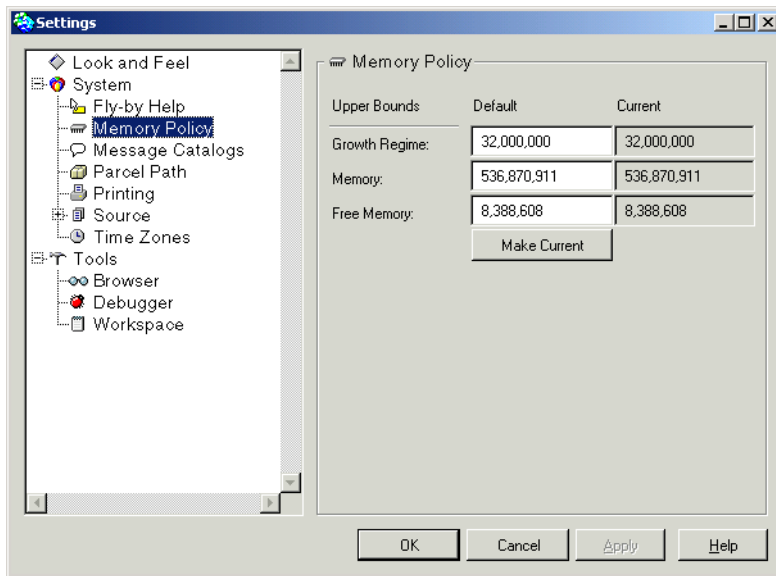 Settings
Look and Feel
System
Fly-by Help
Memory Policy
Message Catalogs
Parcel Path
Printing
Source
Time Zones
Tools
Browser
Debugger
Workspace
Memory Policy
Upper Bounds Default Current
Growth Regime: 32,000,000 32,000,000
Memory: 536,870,911 536,870,911
Free Memory: 8,388,608 8,388,608
Make Current
OK Cancel Apply Help